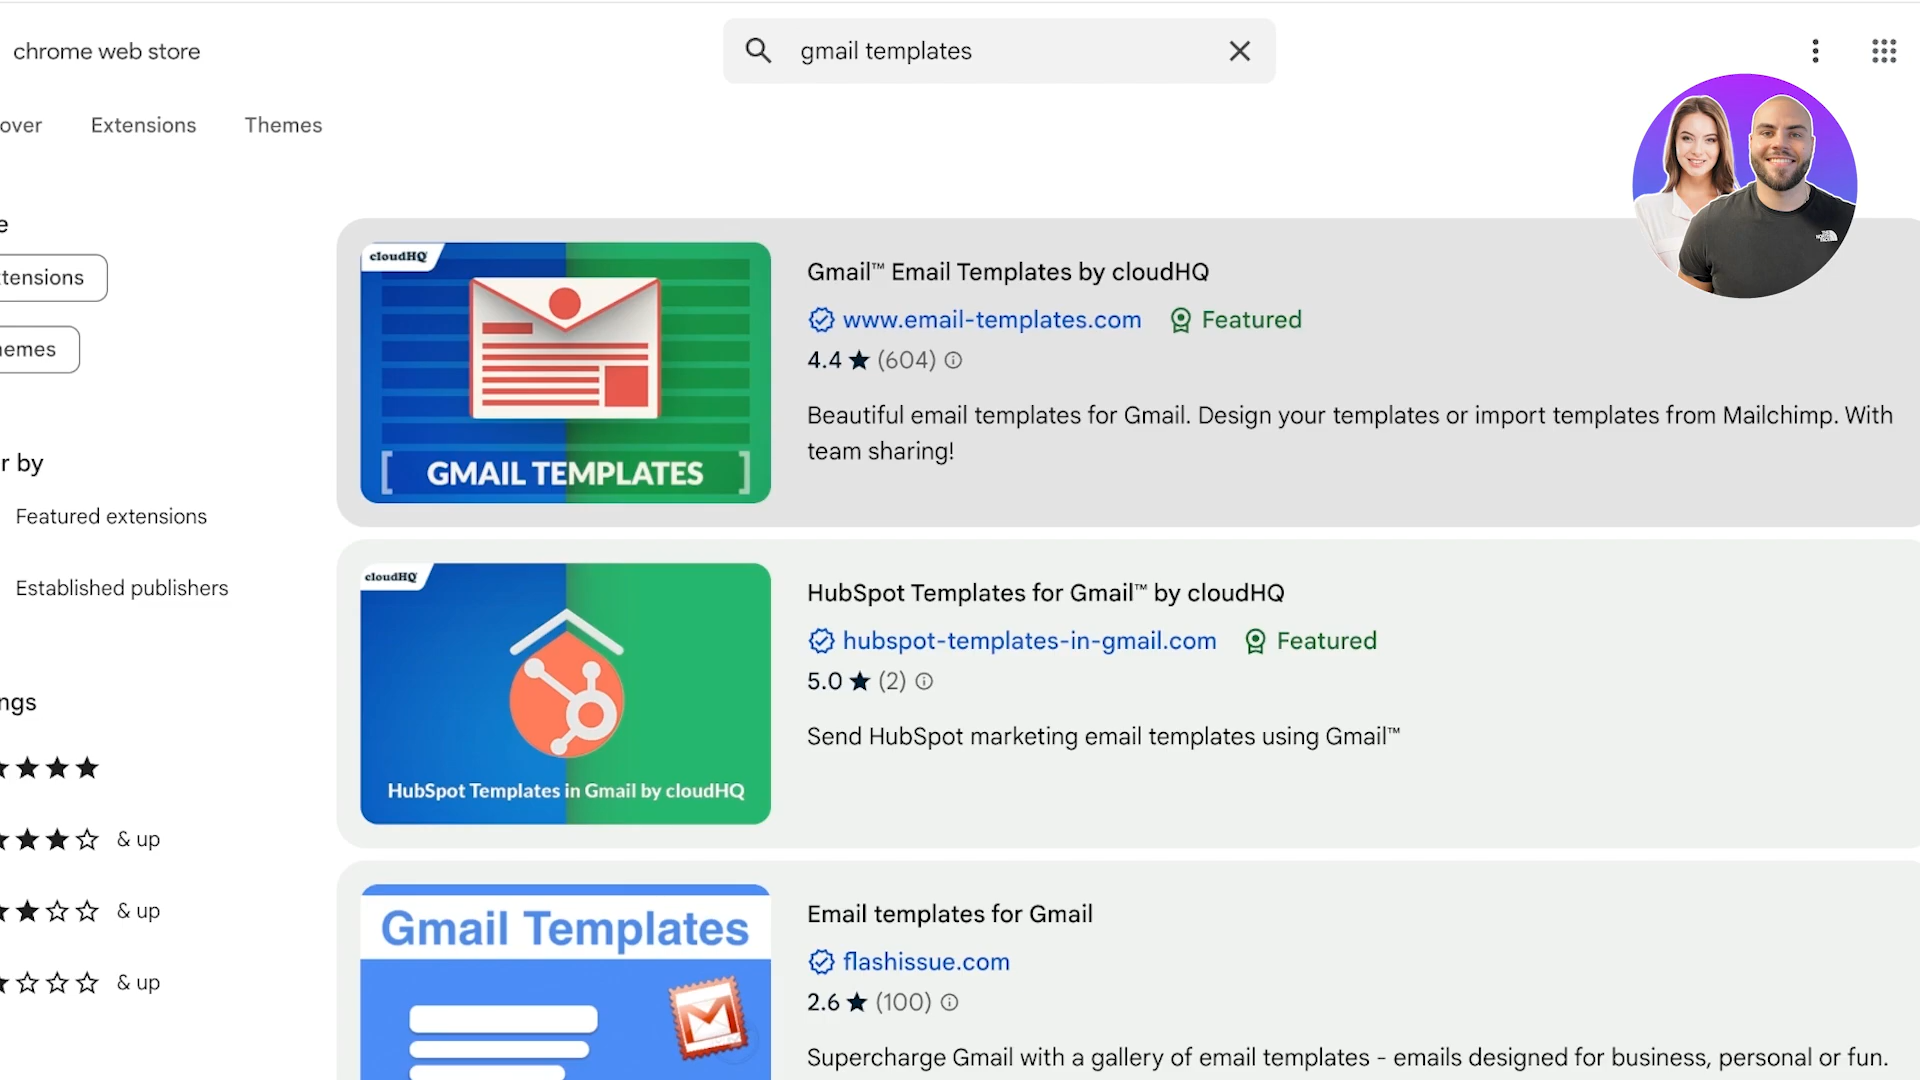 chrome web store
gmail templates
over
Extensions
Themes
e
tensions
hemes
r by
Featured extensions
Established publishers
ngs
& up
& up
& up
cloudHQ
GMAIL TEMPLATES
Gmail™ Email Templates by cloudHQ
www.email-templates.com
Featured
4.4 ★ (604)
Beautiful email templates for Gmail. Design your templates or import templates from Mailchimp. With
team sharing!
cloudHQ
HubSpot Templates in Gmail by cloudHQ
HubSpot Templates for Gmail™ by cloudHQ
hubspot-templates-in-gmail.com
Featured
5.0 ★ (2)
Send HubSpot marketing email templates using Gmail™
Gmail Templates
Email templates for Gmail
flashissue.com
2.6 ★ (100)
Supercharge Gmail with a gallery of email templates - emails designed for business, personal or fun.